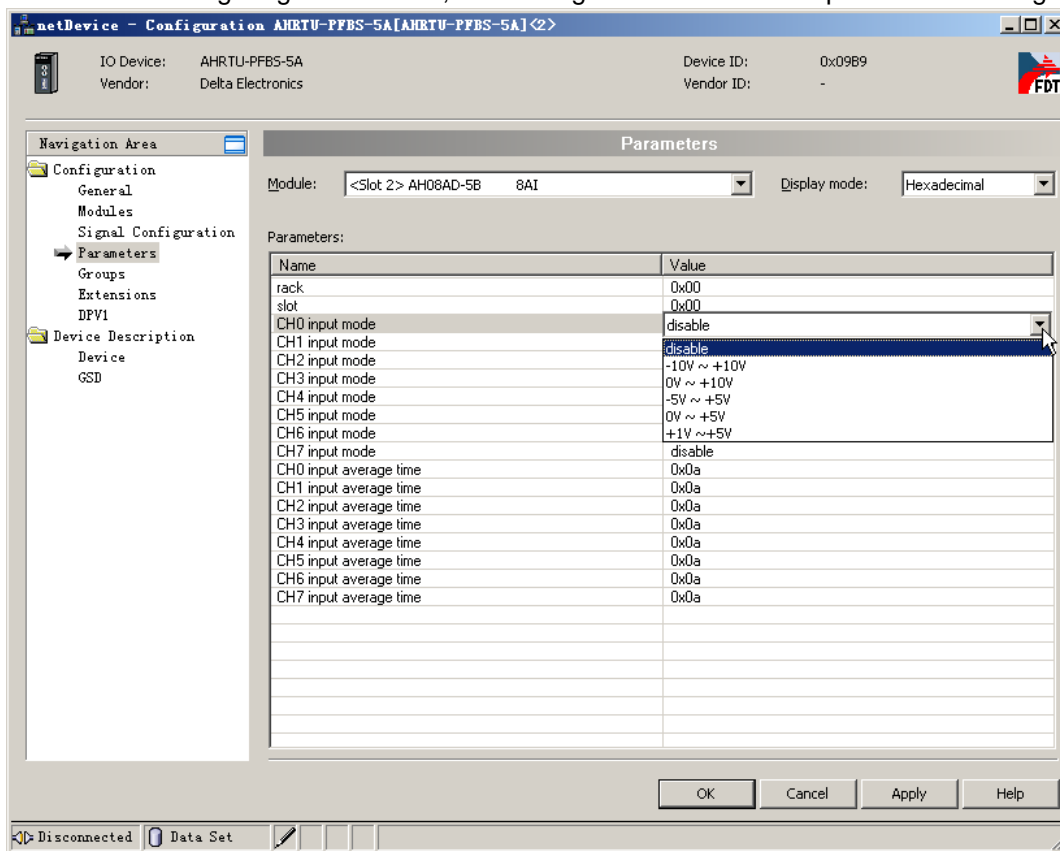 netDevice - Configuration AHRTU-PFBS-5A[AHRTU-PFBS-5A]<2>
IO Device: AHRTU-PFBS-5A Device ID: 0x09B9
Vendor: Delta Electronics Vendor ID: -
FDT
Navigation Area
Configuration
General
Modules
Signal Configuration
Parameters
Groups
Extensions
DPV1
Device Description
Device
GSD
Parameters
Module: <Slot 2> AH08AD-5B 8AI Display mode: Hexadecimal
Parameters:
Name Value
rack 0x00
slot 0x00
CH0 input mode disable
CH1 input mode
CH2 input mode
CH3 input mode
CH4 input mode
CH5 input mode
CH6 input mode
disable
-10V ~ +10V
0V ~ +10V
-5V ~ +5V
0V ~ +5V
+1V ~+5V
CH7 input mode disable
CH0 input average time 0x0a
CH1 input average time 0x0a
CH2 input average time 0x0a
CH3 input average time 0x0a
CH4 input average time 0x0a
CH5 input average time 0x0a
CH6 input average time 0x0a
CH7 input average time 0x0a
OK Cancel Apply Help
Disconnected Data Set